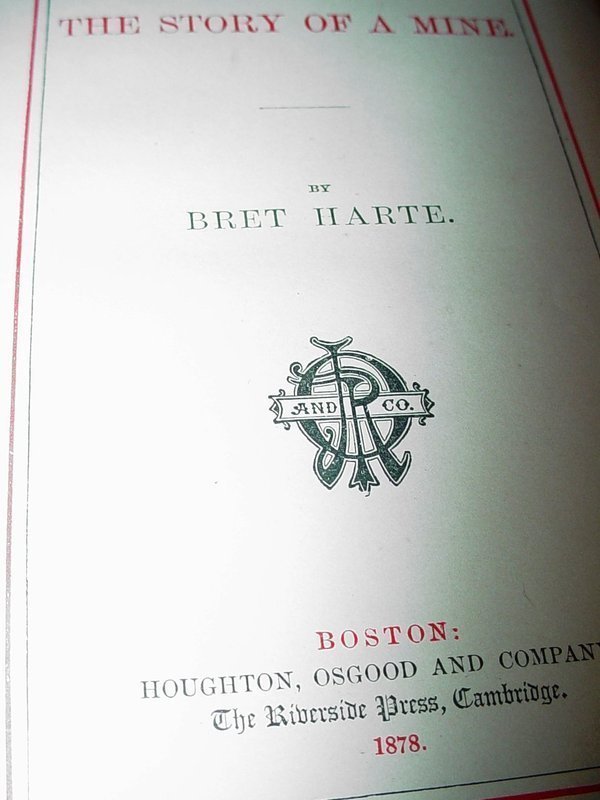 THE STORY OF A MINE.
BY
BRET HARTE.
AND CO.
BOSTON:
HOUGHTON, OSGOOD AND COMPANY
The Riverside Press, Cambridge.
1878.